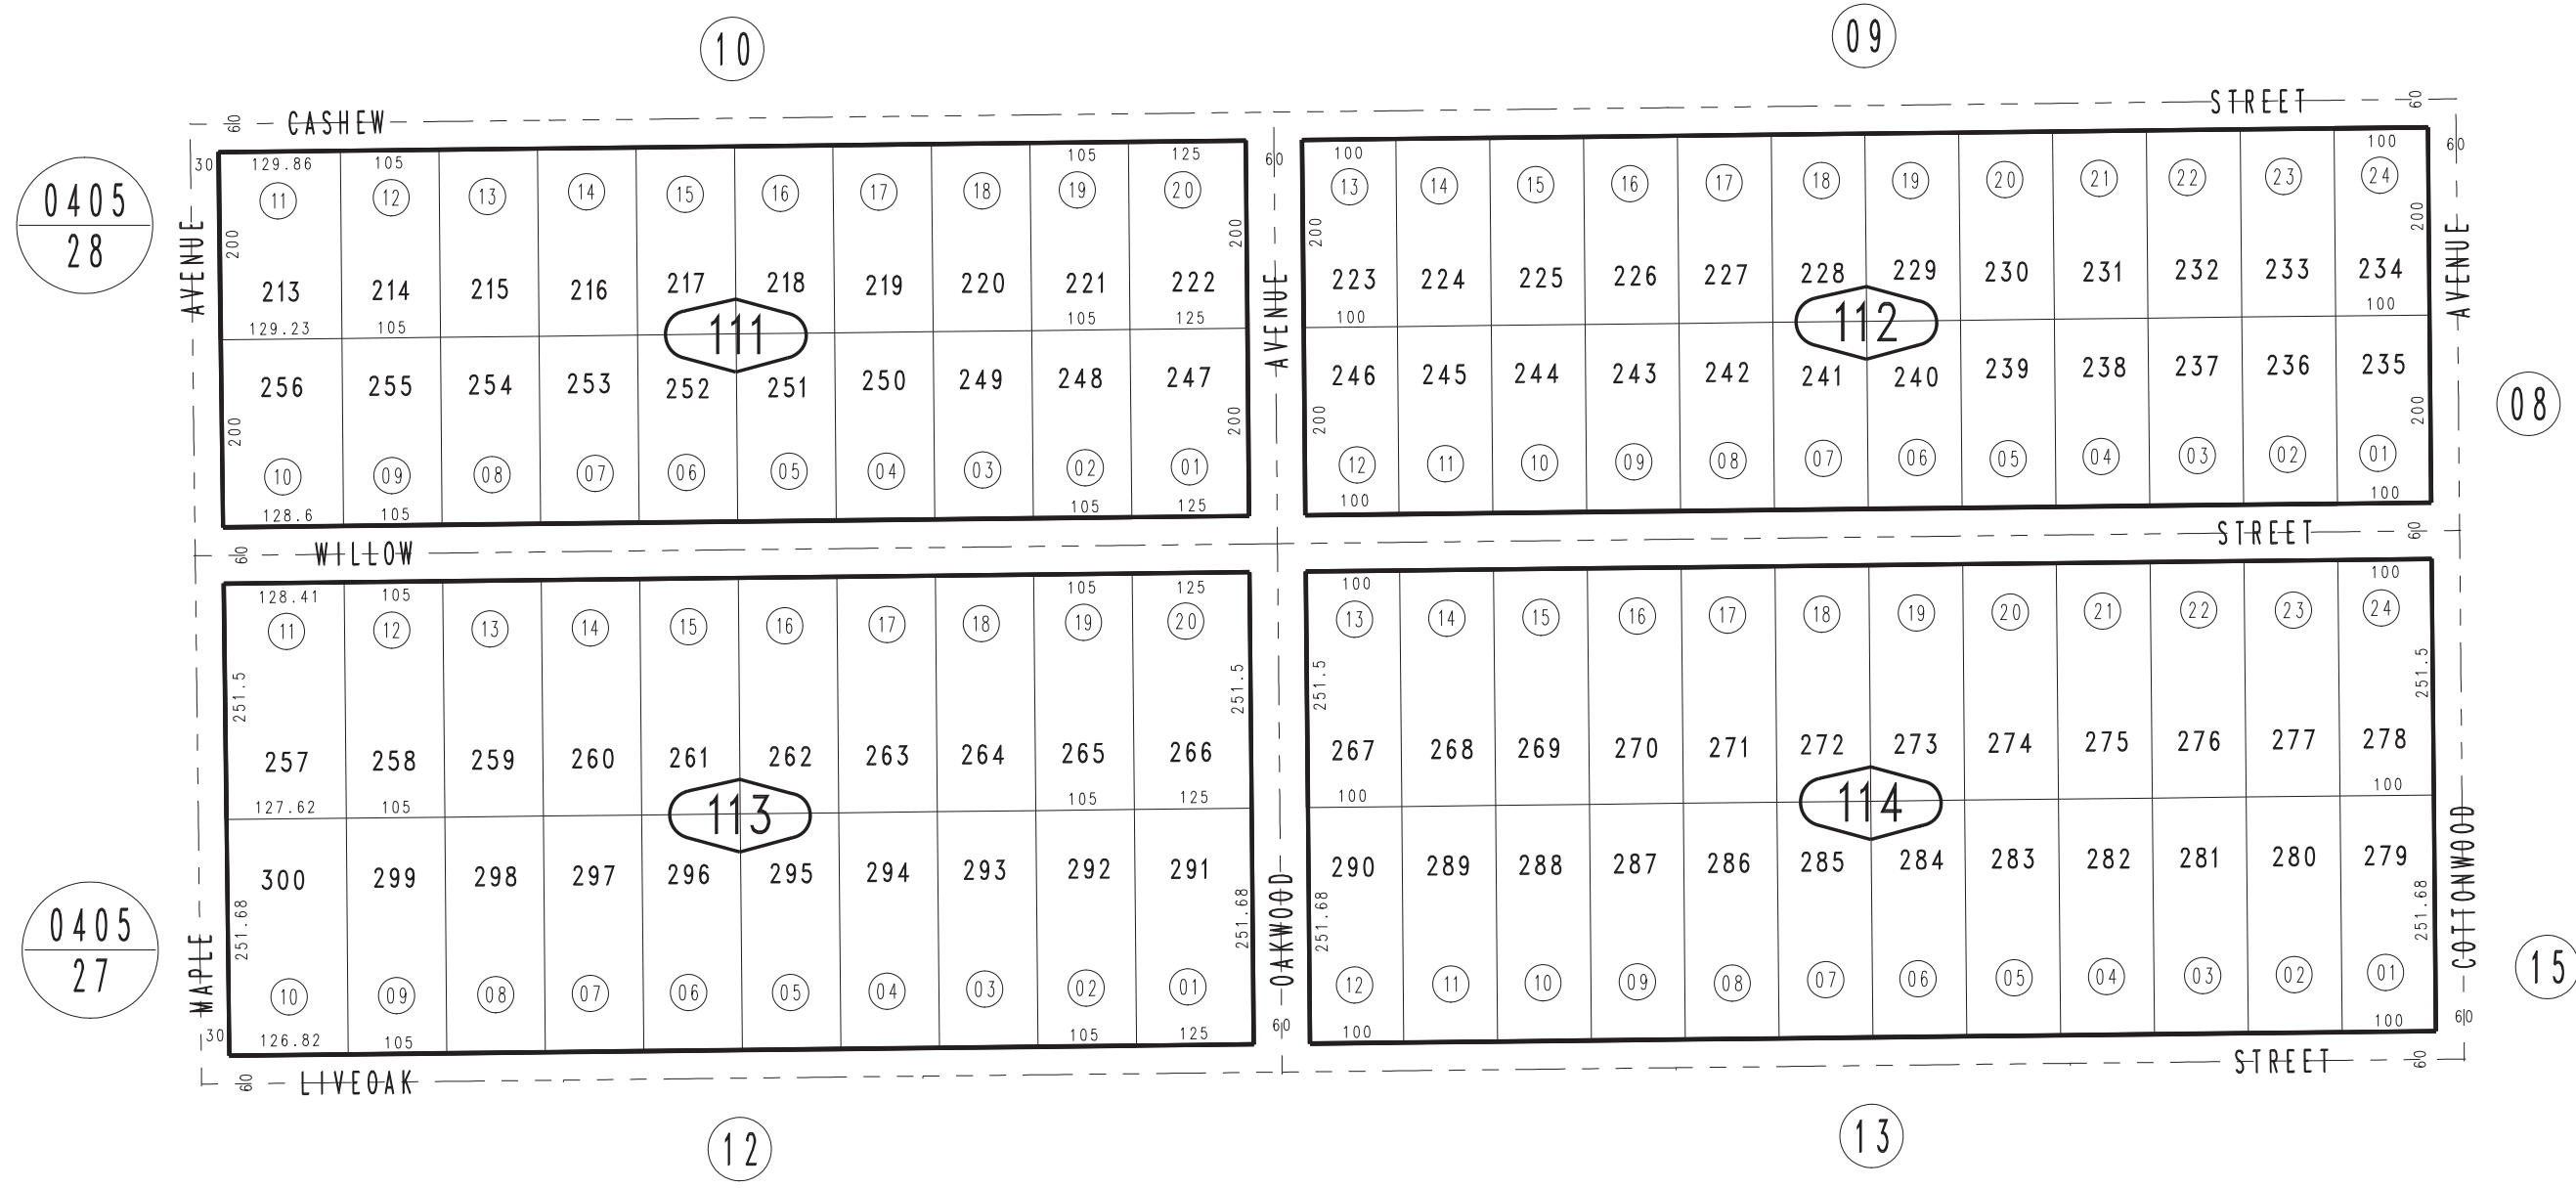 10
09
60 CASHEW STREET 60
0405
28
30 129.86 105 105 125 60 100 100 60
11 12 13 14 15 16 17 18 19 20 13 14 15 16 17 18 19 20 21 22 23 24
AVENUE 200 200 AVENUE 200 200 AVENUE
213 214 215 216 217 218 219 220 221 222 223 224 225 226 227 228 229 230 231 232 233 234
129.23 105 105 125 100 100
111 112
256 255 254 253 252 251 250 249 248 247 246 245 244 243 242 241 240 239 238 237 236 235
200 200 200 200
08
10 09 08 07 06 05 04 03 02 01 12 11 10 09 08 07 06 05 04 03 02 01
128.6 105 105 125 100 100
60 WILLOW STREET 60
128.41 105 105 125 100 100
11 12 13 14 15 16 17 18 19 20 13 14 15 16 17 18 19 20 21 22 23 24
251.5 251.5 251.5 251.5
257 258 259 260 261 262 263 264 265 266 267 268 269 270 271 272 273 274 275 276 277 278
127.62 105 105 125 100 100
113 114
300 299 298 297 296 295 294 293 292 291 290 289 288 287 286 285 284 283 282 281 280 279
0405
27
MAPLE 251.68 251.68 OAKWOOD 251.68 251.68 COTTONWOOD
15
10 09 08 07 06 05 04 03 02 01 12 11 10 09 08 07 06 05 04 03 02 01
30 126.82 105 105 125 60 100 100 60
60 LIVEOAK STREET 60
12
13